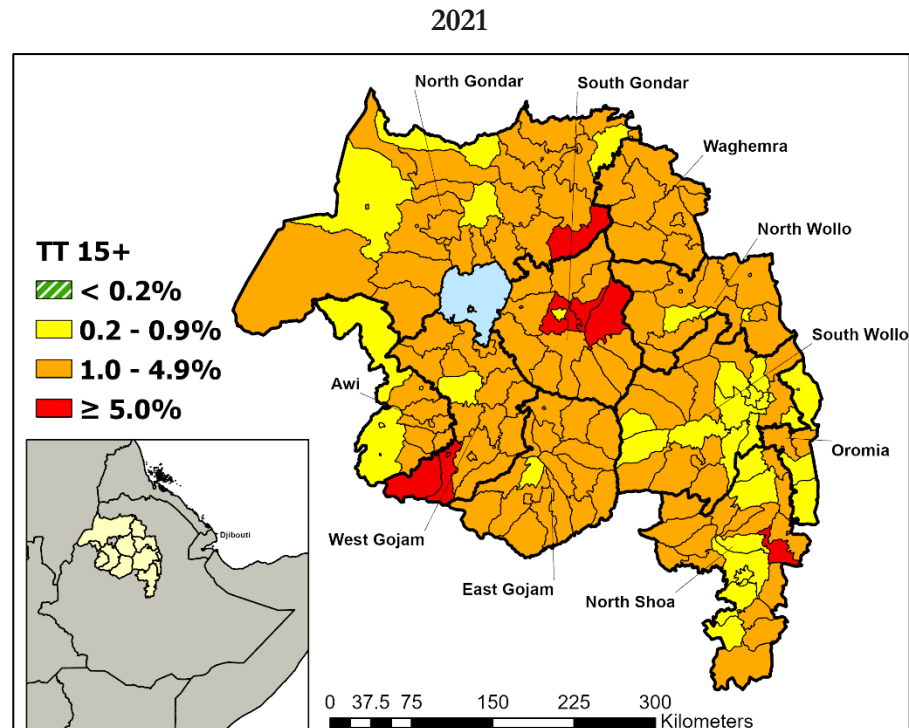 2021
North Gondar
South Gondar
Waghemra
North Wollo
South Wollo
TT 15+
< 0.2%
0.2 - 0.9%
1.0 - 4.9%
≥ 5.0%
Awi
Oromia
West Gojam
East Gojam
North Shoa
Djibouti
0 37.5 75 150 225 300
Kilometers